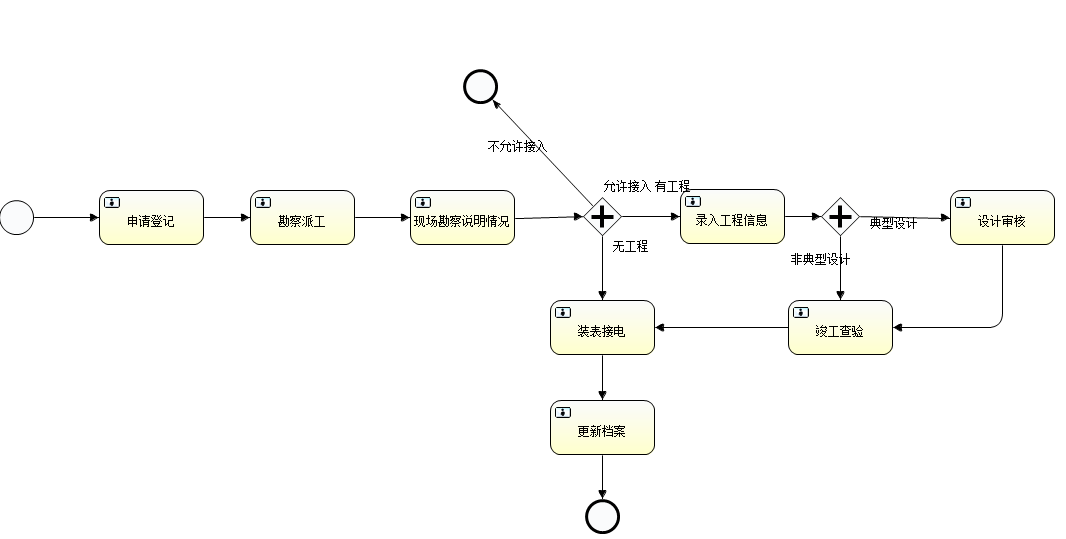 不允许接入
允许接入 有工程
申请登记
勘察派工
现场勘察说明情况
录入工程信息
典型设计
设计审核
无工程
非典型设计
装表接电
竣工查验
更新档案